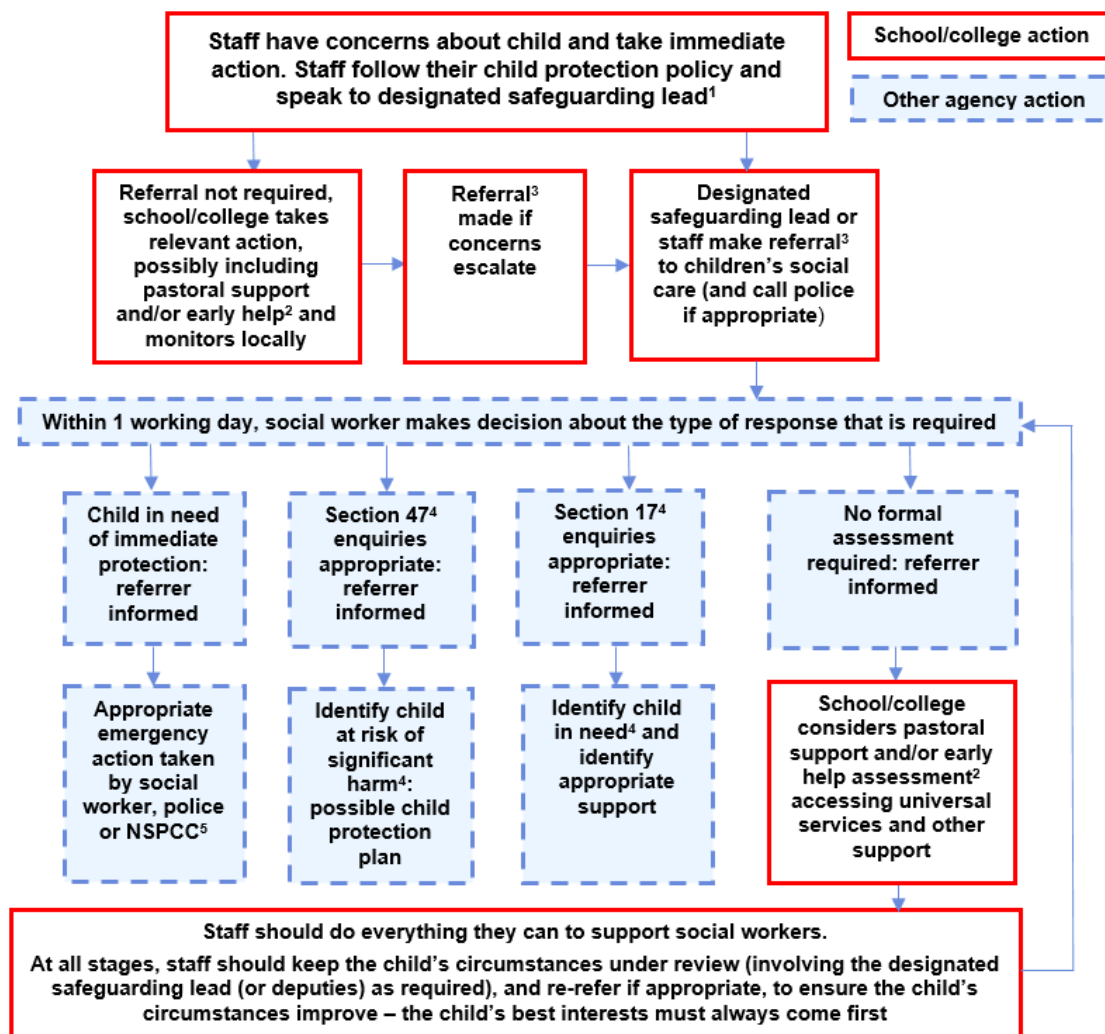 Staff have concerns about child and take immediate
action. Staff follow their child protection policy and
speak to designated safeguarding lead¹
School/college action
Other agency action
Referral not required,
school/college takes
relevant action,
possibly including
pastoral support
and/or early help² and
monitors locally
Referral³
made if
concerns
escalate
Designated
safeguarding lead or
staff make referral³
to children's social
care (and call police
if appropriate)
Within 1 working day, social worker makes decision about the type of response that is required
Child in need
of immediate
protection:
referrer
informed
Section 47⁴
enquiries
appropriate:
referrer
informed
Section 17⁴
enquiries
appropriate:
referrer
informed
No formal
assessment
required: referrer
informed
Appropriate
emergency
action taken
by social
worker, police
or NSPCC⁵
Identify child
at risk of
significant
harm⁴:
possible child
protection
plan
Identify child
in need⁴ and
identify
appropriate
support
School/college
considers pastoral
support and/or early
help assessment²
accessing universal
services and other
support
Staff should do everything they can to support social workers.
At all stages, staff should keep the child's circumstances under review (involving the designated
safeguarding lead (or deputies) as required), and re-refer if appropriate, to ensure the child's
circumstances improve – the child's best interests must always come first